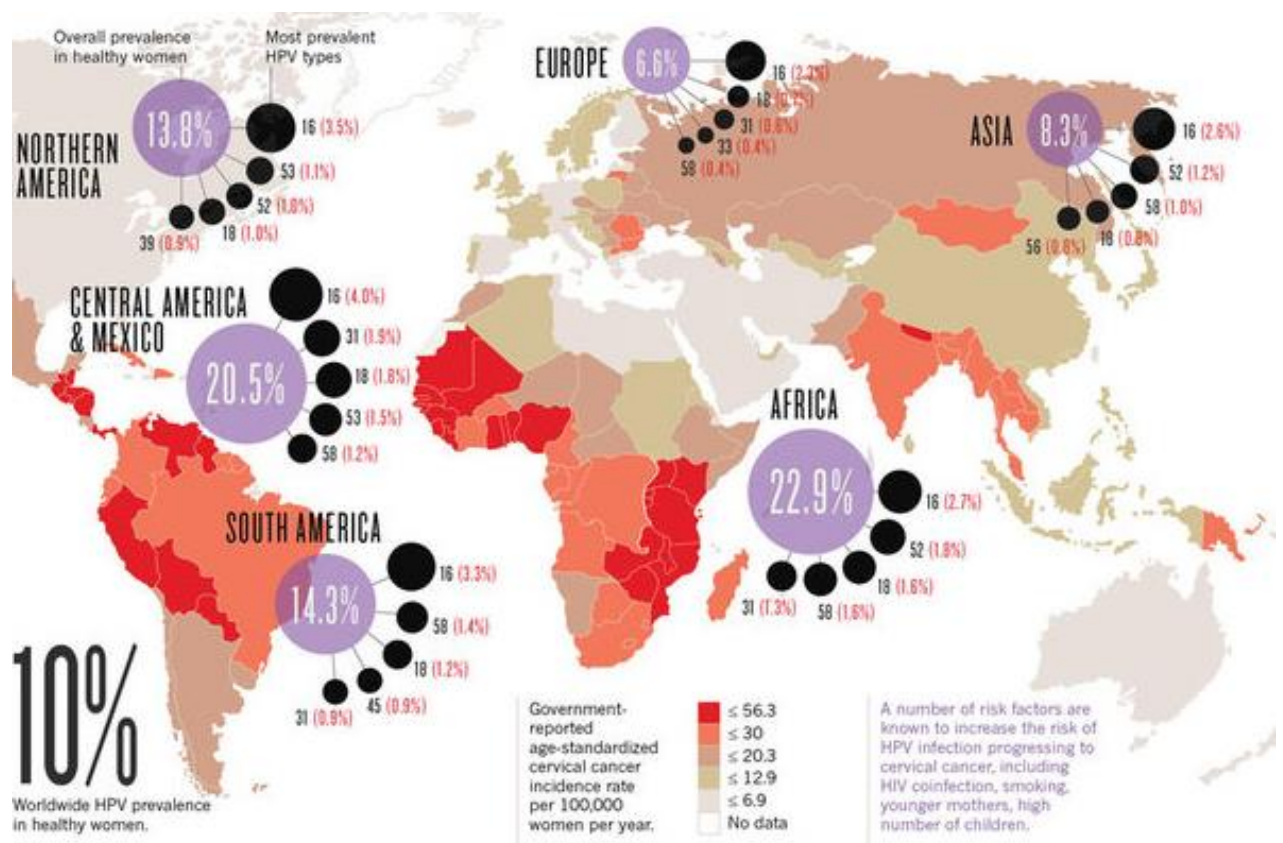 Overall prevalence
in healthy women
Most prevalent
HPV types
NORTHERN
AMERICA
13.8%
16 (3.5%)
53 (1.1%)
52 (1.0%)
18 (1.0%)
39 (0.9%)
EUROPE
6.6%
16 (2.3%)
18
31 (0.6%)
33 (0.4%)
58 (0.4%)
ASIA
8.3%
16 (2.6%)
52 (1.2%)
58 (1.0%)
18 (0.8%)
56 (0.8%)
CENTRAL AMERICA
& MEXICO
20.5%
16 (4.0%)
31 (1.9%)
18 (1.8%)
53 (1.5%)
58 (1.2%)
AFRICA
22.9%
16 (2.7%)
52 (1.8%)
18 (1.6%)
58 (1.6%)
31 (1.3%)
SOUTH AMERICA
14.3%
16 (3.3%)
58 (1.4%)
18 (1.2%)
45 (0.9%)
31 (0.9%)
10%
Worldwide HPV prevalence
in healthy women.
Government-
reported
age-standardized
cervical cancer
incidence rate
per 100,000
women per year.
≤ 56.3
≤ 30
≤ 20.3
≤ 12.9
≤ 6.9
No data
A number of risk factors are
known to increase the risk of
HPV infection progressing to
cervical cancer, including
HIV coinfection, smoking,
younger mothers, high
number of children.